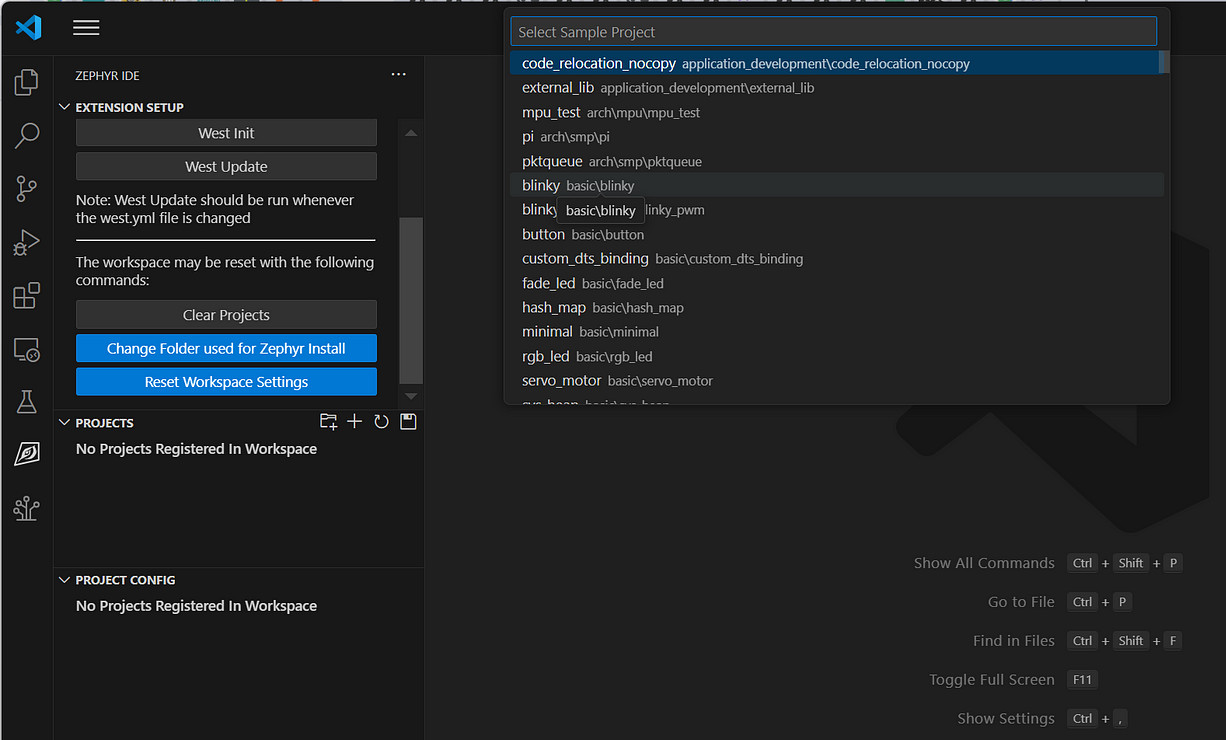 ZEPHYR IDE
EXTENSION SETUP
West Init
West Update
Note: West Update should be run whenever
the west.yml file is changed
The workspace may be reset with the following
commands:
Clear Projects
Change Folder used for Zephyr Install
Reset Workspace Settings
PROJECTS
No Projects Registered In Workspace
PROJECT CONFIG
No Projects Registered In Workspace
Select Sample Project
code_relocation_nocopy application_development\code_relocation_nocopy
external_lib application_development\external_lib
mpu_test arch\mpu\mpu_test
pi arch\smp\pi
pktqueue arch\smp\pktqueue
blinky basic\blinky
blinky basic\blinky linky_pwm
button basic\button
custom_dts_binding basic\custom_dts_binding
fade_led basic\fade_led
hash_map basic\hash_map
minimal basic\minimal
rgb_led basic\rgb_led
servo_motor basic\servo_motor
Show All Commands Ctrl + Shift + P
Go to File Ctrl + P
Find in Files Ctrl + Shift + F
Toggle Full Screen F11
Show Settings Ctrl + ,